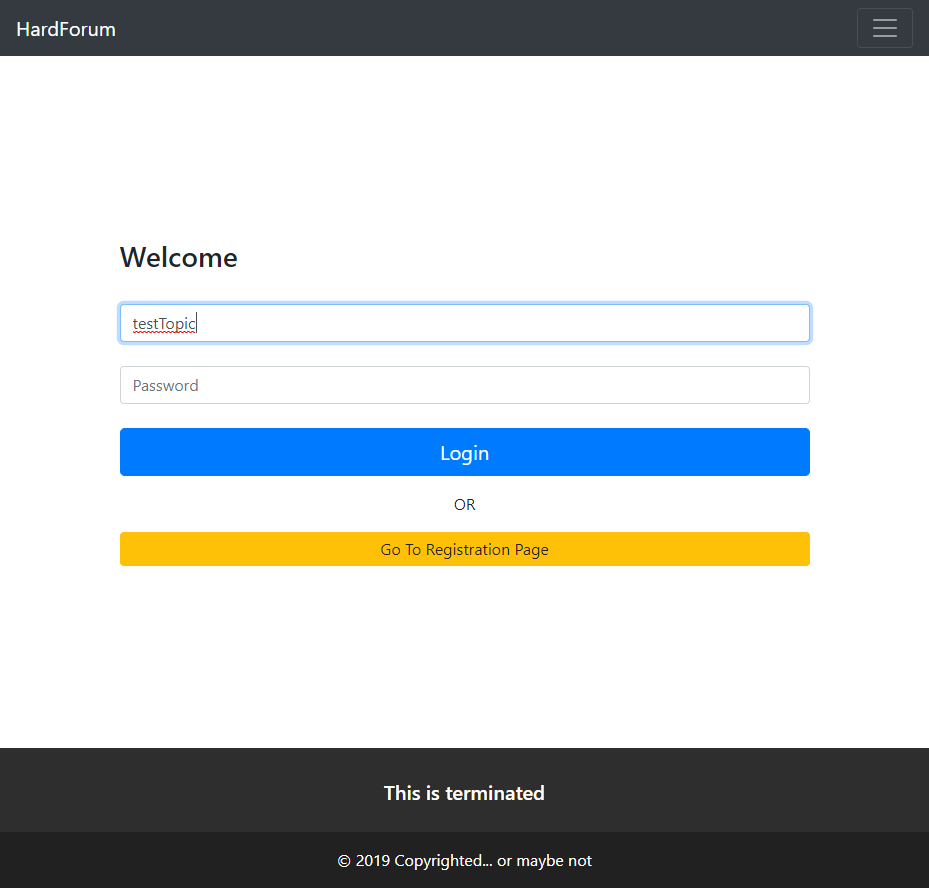 HardForum
Welcome
testTopic
Password
Login
OR
Go To Registration Page
This is terminated
© 2019 Copyrighted... or maybe not